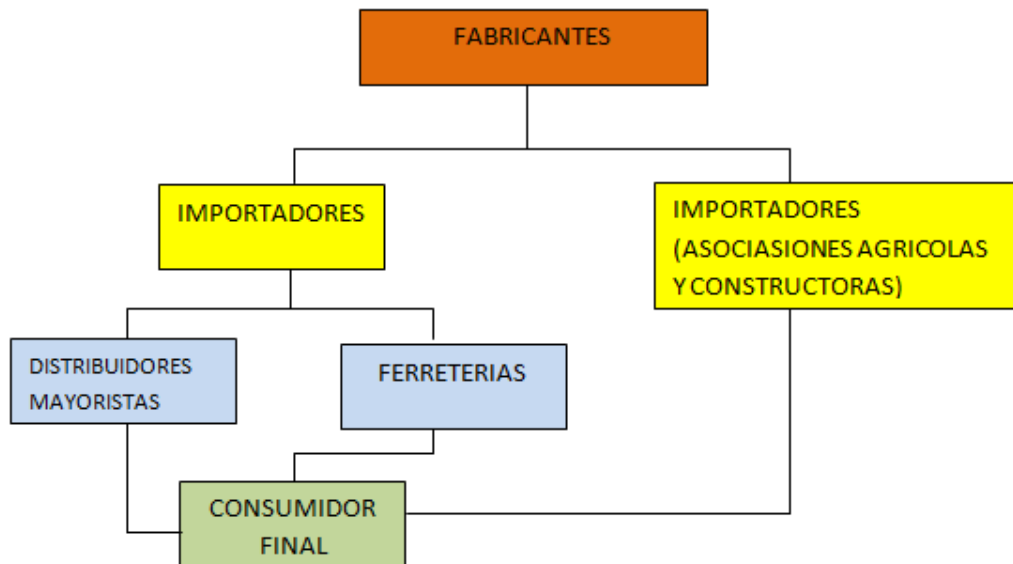 FABRICANTES
IMPORTADORES
IMPORTADORES
(ASOCIASIONES AGRICOLAS
Y CONSTRUCTORAS)
DISTRIBUIDORES
MAYORISTAS
FERRETERIAS
CONSUMIDOR
FINAL